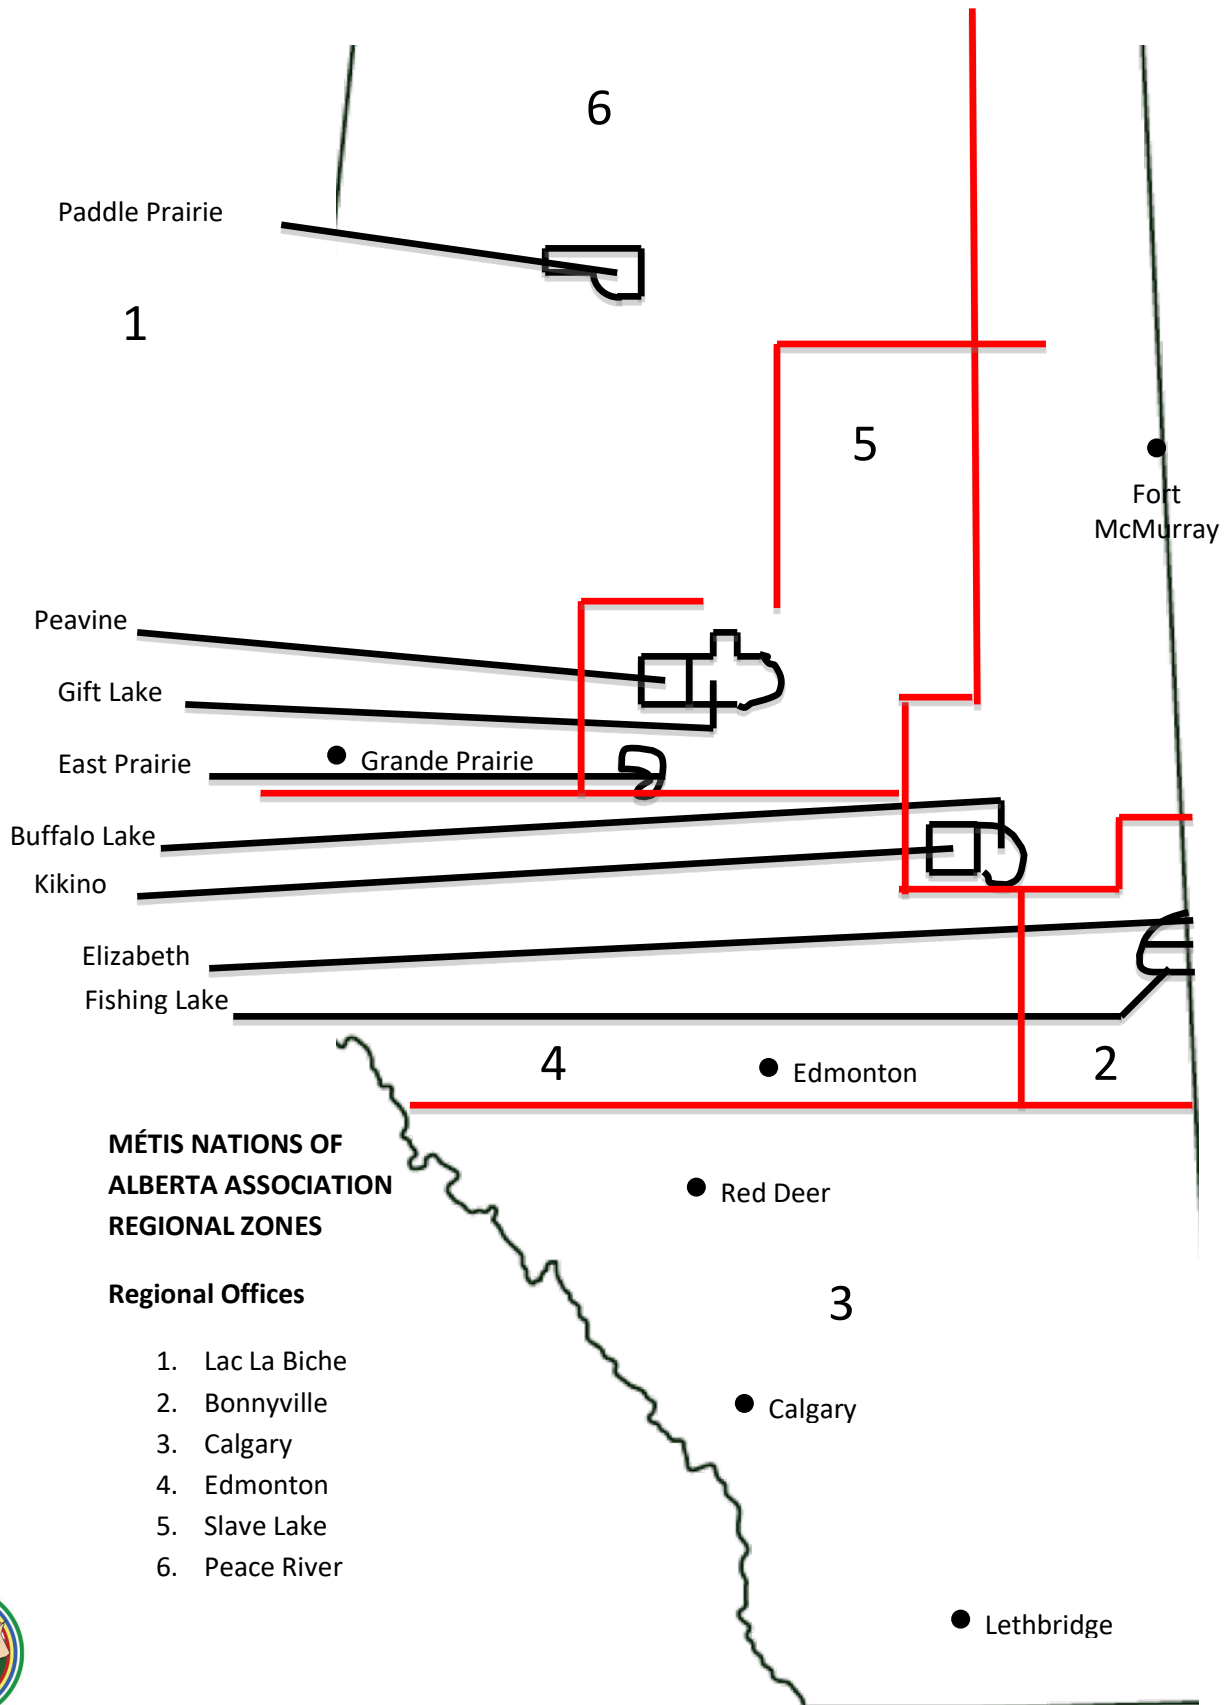 6
Paddle Prairie
1
5
Fort
McMurray
Peavine
Gift Lake
East Prairie
Grande Prairie
Buffalo Lake
Kikino
Elizabeth
Fishing Lake
4
Edmonton
2
MÉTIS NATIONS OF
ALBERTA ASSOCIATION
REGIONAL ZONES
Red Deer
Regional Offices
3
1. Lac La Biche
2. Bonnyville
3. Calgary
4. Edmonton
5. Slave Lake
6. Peace River
Calgary
Lethbridge